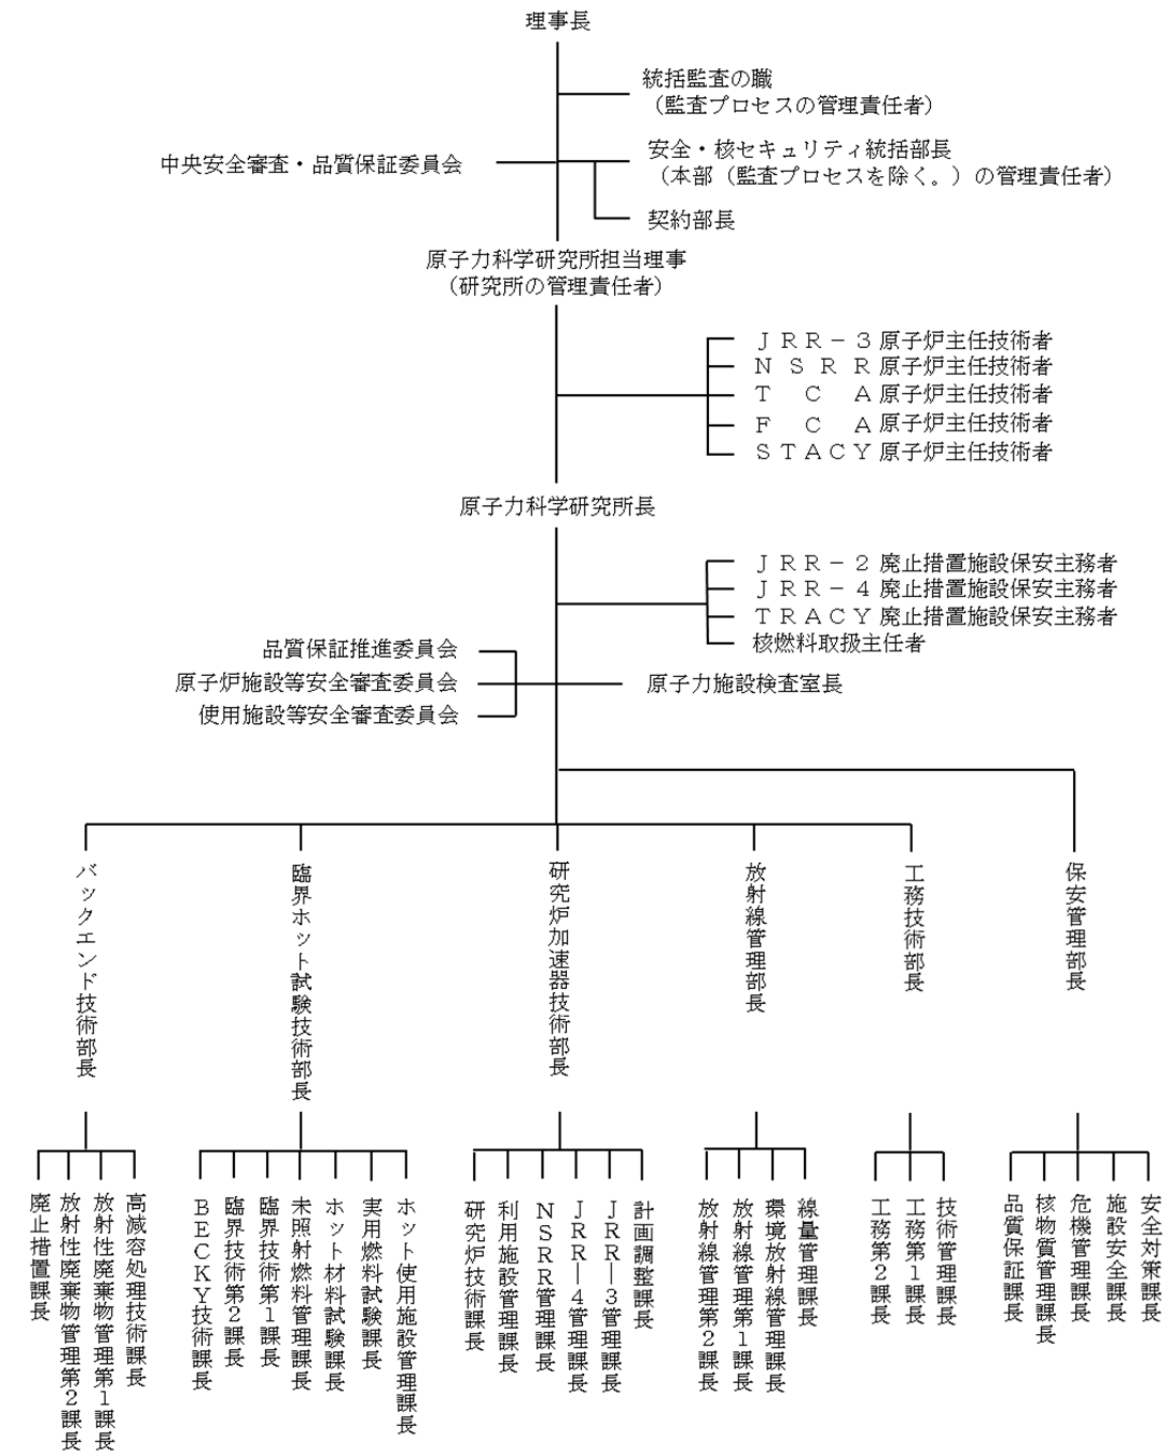 理事長
統括監査の職
（監査プロセスの管理責任者）
中央安全審査・品質保証委員会
安全・核セキュリティ統括部長
（本部（監査プロセスを除く。）の管理責任者）
契約部長
原子力科学研究所担当理事
（研究所の管理責任者）
ＪＲＲ－３原子炉主任技術者
ＮＳＲＲ原子炉主任技術者
ＴＣＡ原子炉主任技術者
ＦＣＡ原子炉主任技術者
ＳＴＡＣＹ原子炉主任技術者
原子力科学研究所長
ＪＲＲ－２廃止措置施設保安主務者
ＪＲＲ－４廃止措置施設保安主務者
ＴＲＡＣＹ廃止措置施設保安主務者
核燃料取扱主任者
品質保証推進委員会
原子炉施設等安全審査委員会
使用施設等安全審査委員会
原子力施設検査室長
バックエンド技術部長
臨界ホット試験技術部長
研究炉加速器技術部長
放射線管理部長
工務技術部長
保安管理部長
廃止措置課長
放射性廃棄物管理第２課長
放射性廃棄物管理第１課長
高減容処理技術課長
ＢＥＣＫＹ技術課長
臨界技術第２課長
臨界技術第１課長
未照射燃料管理課長
ホット材料試験課長
実用燃料試験課長
ホット使用施設管理課長
研究炉技術課長
利用施設管理課長
ＮＳＲＲ管理課長
ＪＲＲ―４管理課長
ＪＲＲ―３管理課長
計画調整課長
放射線管理第２課長
放射線管理第１課長
環境放射線管理課長
線量管理課長
工務第２課長
工務第１課長
技術管理課長
品質保証課長
核物質管理課長
危機管理課長
施設安全課長
安全対策課長